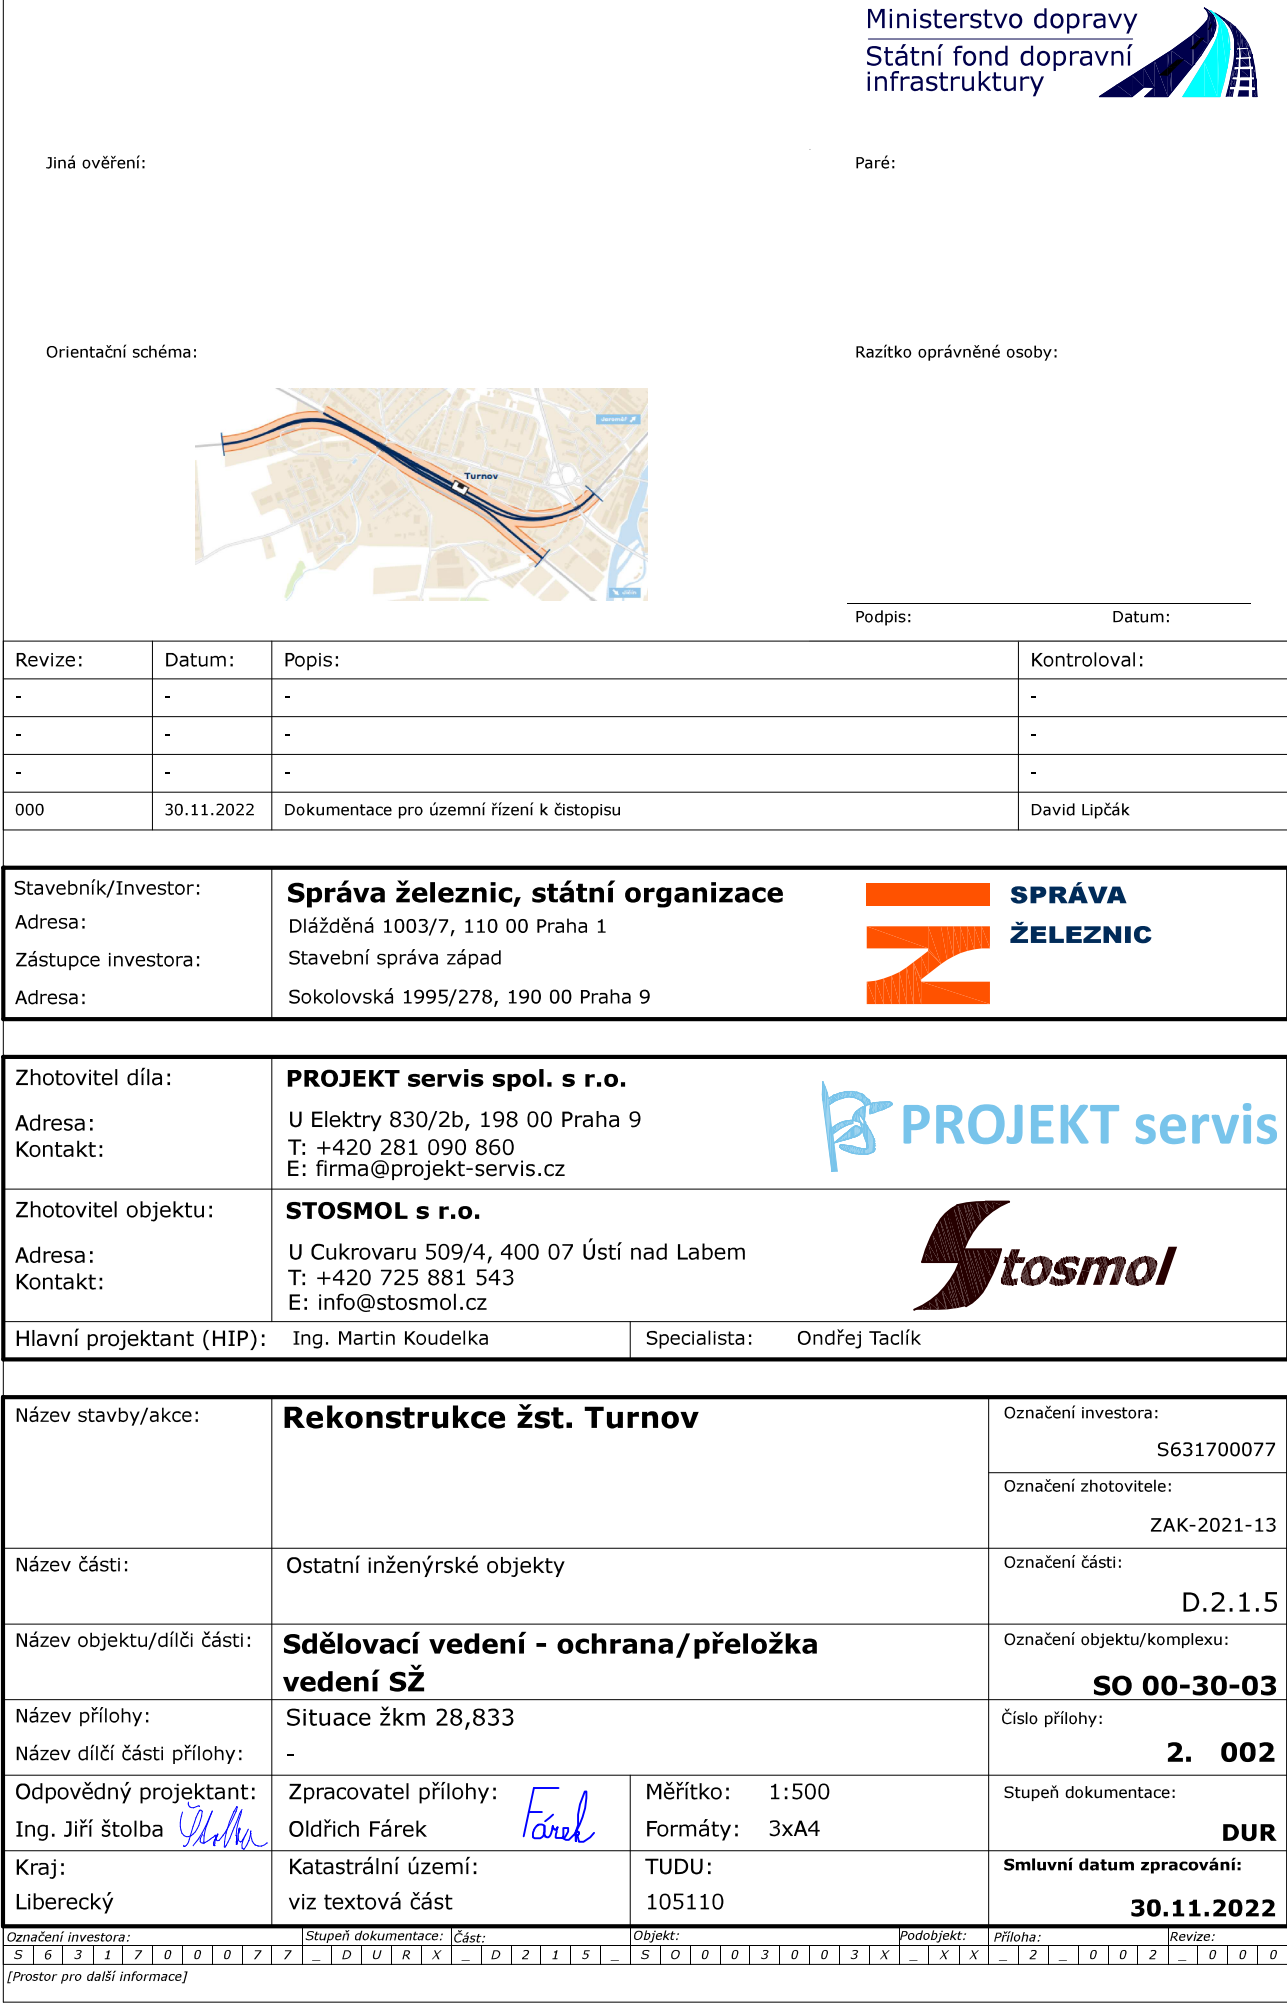 Ministerstvo dopravy
Státní fond dopravní
infrastruktury
Jiná ověření:
Paré:
Orientační schéma:
Razítko oprávněné osoby:
Turnov
Podpis:
Datum:
Revize:
Datum:
Popis:
Kontroloval:
- - - -
- - - -
- - - -
000
30.11.2022
Dokumentace pro územní řízení k čistopisu
David Lipčák
Stavebník/Investor:
Správa železnic, státní organizace
Adresa:
Dlážděná 1003/7, 110 00 Praha 1
Zástupce investora:
Stavební správa západ
Adresa:
Sokolovská 1995/278, 190 00 Praha 9
SPRÁVA
ŽELEZNIC
Zhotovitel díla:
PROJEKT servis spol. s r.o.
Adresa:
U Elektry 830/2b, 198 00 Praha 9
Kontakt:
T: +420 281 090 860
E: firma@projekt-servis.cz
PROJEKT servis
Zhotovitel objektu:
STOSMOL s r.o.
Adresa:
U Cukrovaru 509/4, 400 07 Ústí nad Labem
Kontakt:
T: +420 725 881 543
E: info@stosmol.cz
Stosmol
Hlavní projektant (HIP):
Ing. Martin Koudelka
Specialista:
Ondřej Taclík
Název stavby/akce:
Rekonstrukce žst. Turnov
Označení investora:
S631700077
Označení zhotovitele:
ZAK-2021-13
Název části:
Ostatní inženýrské objekty
Označení části:
D.2.1.5
Název objektu/dílči části:
Sdělovací vedení - ochrana/přeložka
vedení SŽ
Označení objektu/komplexu:
SO 00-30-03
Název přílohy:
Situace žkm 28,833
Číslo přílohy:
Název dílčí části přílohy:
-
2. 002
Odpovědný projektant:
Ing. Jiří štolba
Štolba
Zpracovatel přílohy:
Oldřich Fárek
Fárek
Měřítko: 1:500
Formáty: 3xA4
Stupeň dokumentace:
DUR
Kraj:
Liberecký
Katastrální území:
viz textová část
TUDU:
105110
Smluvní datum zpracování:
30.11.2022
Označení investora: Stupeň dokumentace: Část: Objekt: Podobjekt: Příloha: Revize:
S 6 3 1 7 0 0 0 7 7 _ D U R X _ D 2 1 5 _ S O 0 0 3 0 0 3 X _ X X _ 2 _ 0 0 2 _ 0 0 0
[Prostor pro další informace]